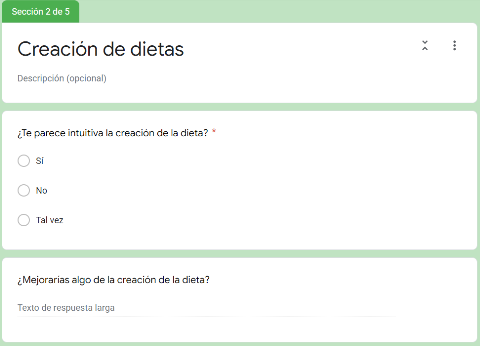 Sección 2 de 5
Creación de dietas
Descripción (opcional)
¿Te parece intuitiva la creación de la dieta? *
Sí
No
Tal vez
¿Mejorarías algo de la creación de la dieta?
Texto de respuesta larga